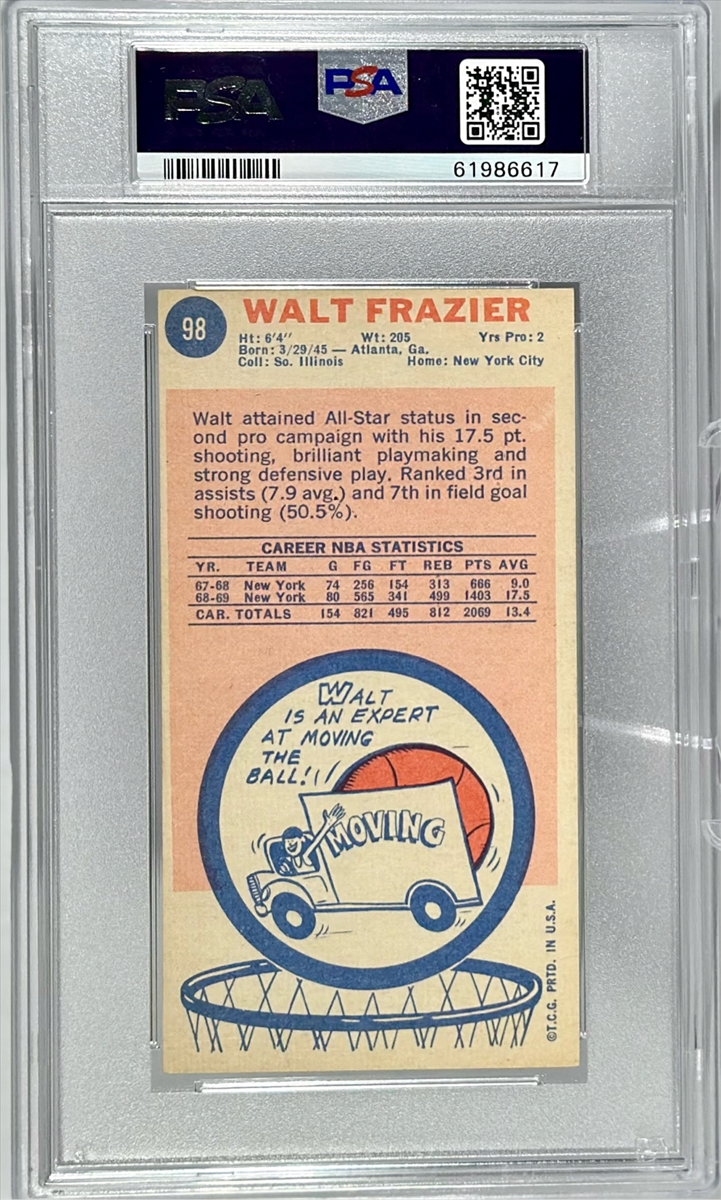 PSA PSA
61986617
98 WALT FRAZIER
Ht: 6'4" Wt: 205 Yrs Pro: 2
Born: 3/29/45 — Atlanta, Ga.
Coll: So. Illinois Home: New York City
Walt attained All-Star status in sec-
ond pro campaign with his 17.5 pt.
shooting, brilliant playmaking and
strong defensive play. Ranked 3rd in
assists (7.9 avg.) and 7th in field goal
shooting (50.5%).
CAREER NBA STATISTICS
YR. TEAM G FG FT REB PTS AVG
67-68 New York 74 256 154 313 666 9.0
68-69 New York 80 565 341 499 1403 17.5
CAR. TOTALS 154 821 495 812 2069 13.4
WALT
IS AN EXPERT
AT MOVING
THE
BALL!
MOVING
©T.C.G. PRTD. IN U.S.A.